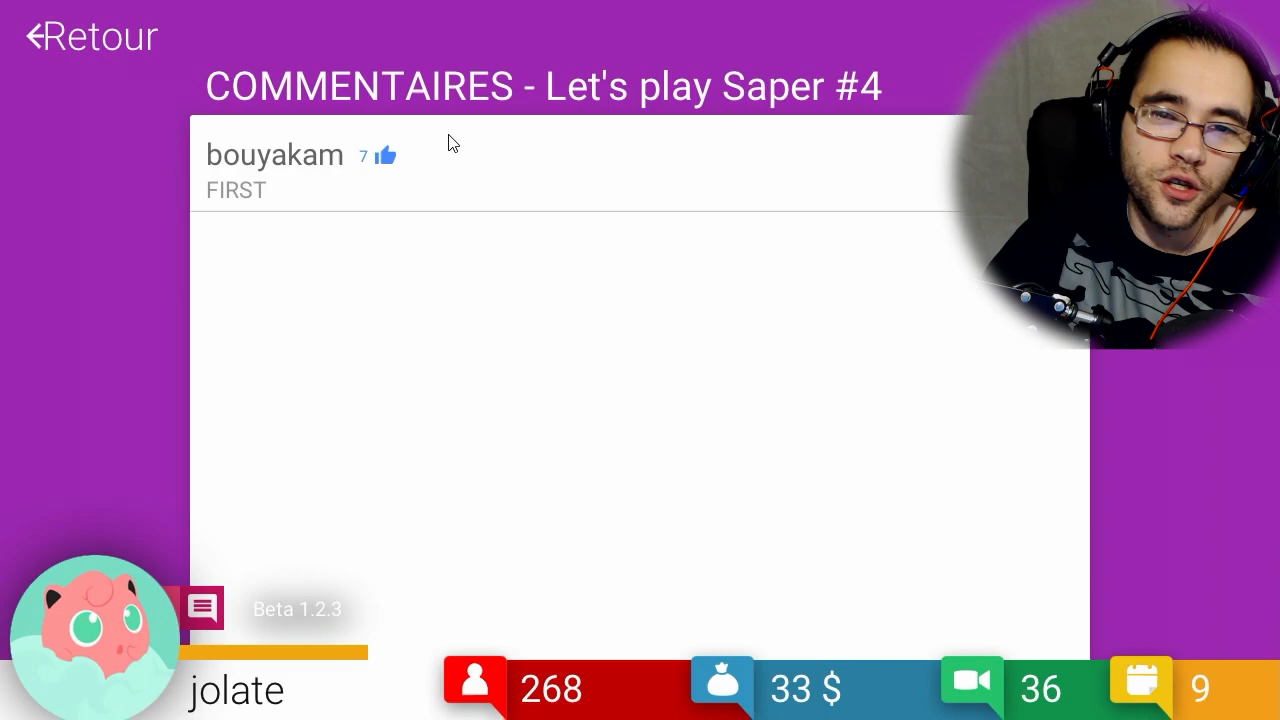 Retour
COMMENTAIRES - Let's play Saper #4
bouyakam 7
FIRST
Beta 1.2.3
jolate
268
33 $
36
9